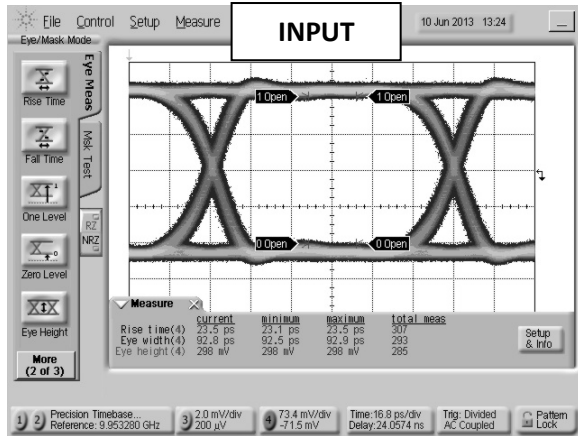 File Control Setup Measure
INPUT
10 Jun 2013 13:24
Eye/Mask Mode
Eye Meas
Msk Test
RZ
NRZ
Rise Time
Fall Time
One Level
Zero Level
Eye Height
More
(2 of 3)
1 Open
1 Open
0 Open
0 Open
Measure
current minimum maximum total meas
Rise time(4) 23.5 ps 23.1 ps 23.5 ps 307
Eye width(4) 92.8 ps 92.5 ps 92.9 ps 293
Eye height(4) 298 mV 298 mV 298 mV 285
Setup
& Info
1 2 Precision Timebase...
Reference: 9.953280 GHz
3 2.0 mV/div
200 µV
4 73.4 mV/div
-71.5 mV
Time:16.8 ps/div
Delay:24.0574 ns
Trig: Divided
AC Coupled
Pattern
Lock